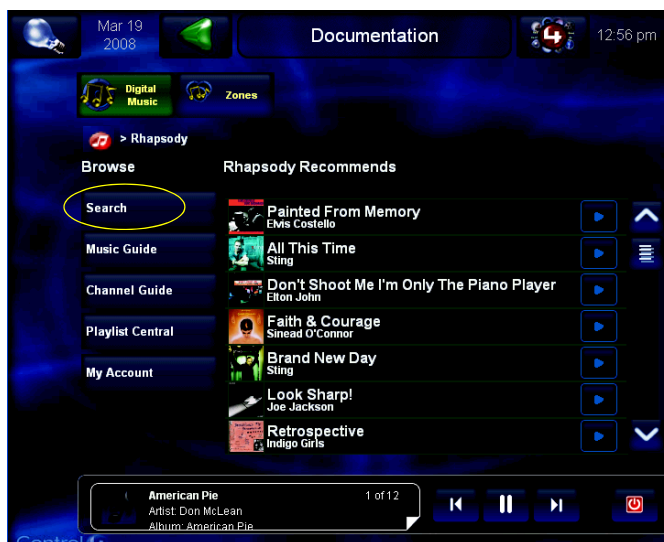 Mar 19
2008
Documentation
4
12:56 pm
Digital
Music
Zones
> Rhapsody
Browse
Rhapsody Recommends
Search
Music Guide
Channel Guide
Playlist Central
My Account
Painted From Memory
Elvis Costello
All This Time
Sting
Don't Shoot Me I'm Only The Piano Player
Elton John
Faith & Courage
Sinead O'Connor
Brand New Day
Sting
Look Sharp!
Joe Jackson
Retrospective
Indigo Girls
American Pie
1 of 12
Artist: Don McLean
Album: American Pie